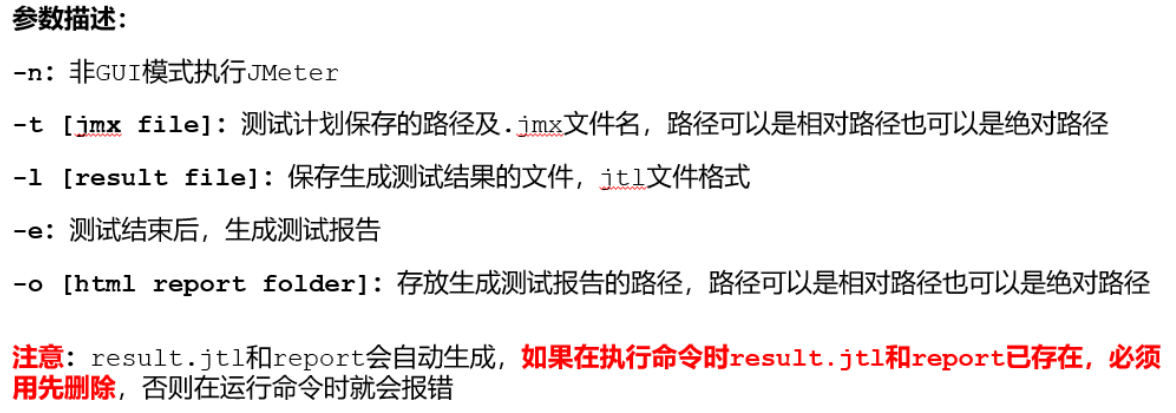 参数描述：
-n：非GUI模式执行JMeter
-t [jmx file]：测试计划保存的路径及.jmx文件名，路径可以是相对路径也可以是绝对路径
-l [result file]：保存生成测试结果的文件，jtl文件格式
-e：测试结束后，生成测试报告
-o [html report folder]：存放生成测试报告的路径，路径可以是相对路径也可以是绝对路径
注意：result.jtl和report会自动生成，如果在执行命令时result.jtl和report已存在，必须
用先删除，否则在运行命令时就会报错